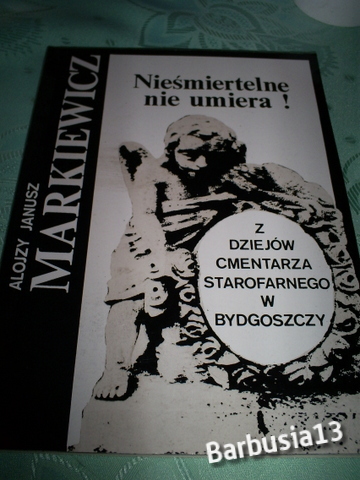 ALOJZY JANUSZ
MARKIEWICZ
Nieśmiertelne
nie umiera !
Z
DZIEJÓW
CMENTARZA
STAROFARNEGO
W
BYDGOSZCZY
Barbusia13